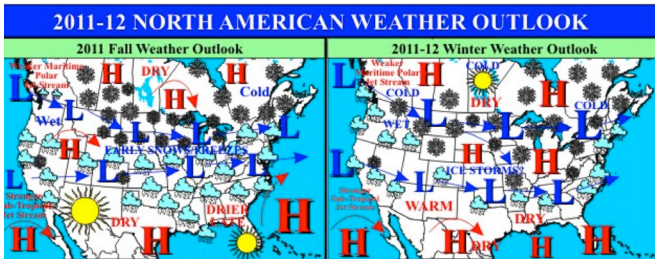 2011-12 NORTH AMERICAN WEATHER OUTLOOK
2011 Fall Weather Outlook
Weaker Maritime
Polar
Jet Stream
L
H
DRY
H
H
Cold
Wet
L
L
L
L
EARLY SNOWS/FREEZES
H
L
L
L
Stronger
Sub-Tropical
Jet Stream
DRY
DRIER
LATE
H
H
H
2011-12 Winter Weather Outlook
Weaker
Maritime Polar
Jet Stream
L
H
COLD
DRY
H
COLD
COLD
WET
L
L
L
H
H
ICE STORMS?
L
L
L
L
Stronger
Sub-Tropical
Jet Stream
WARM
DRY
H
H
DRY
H
H